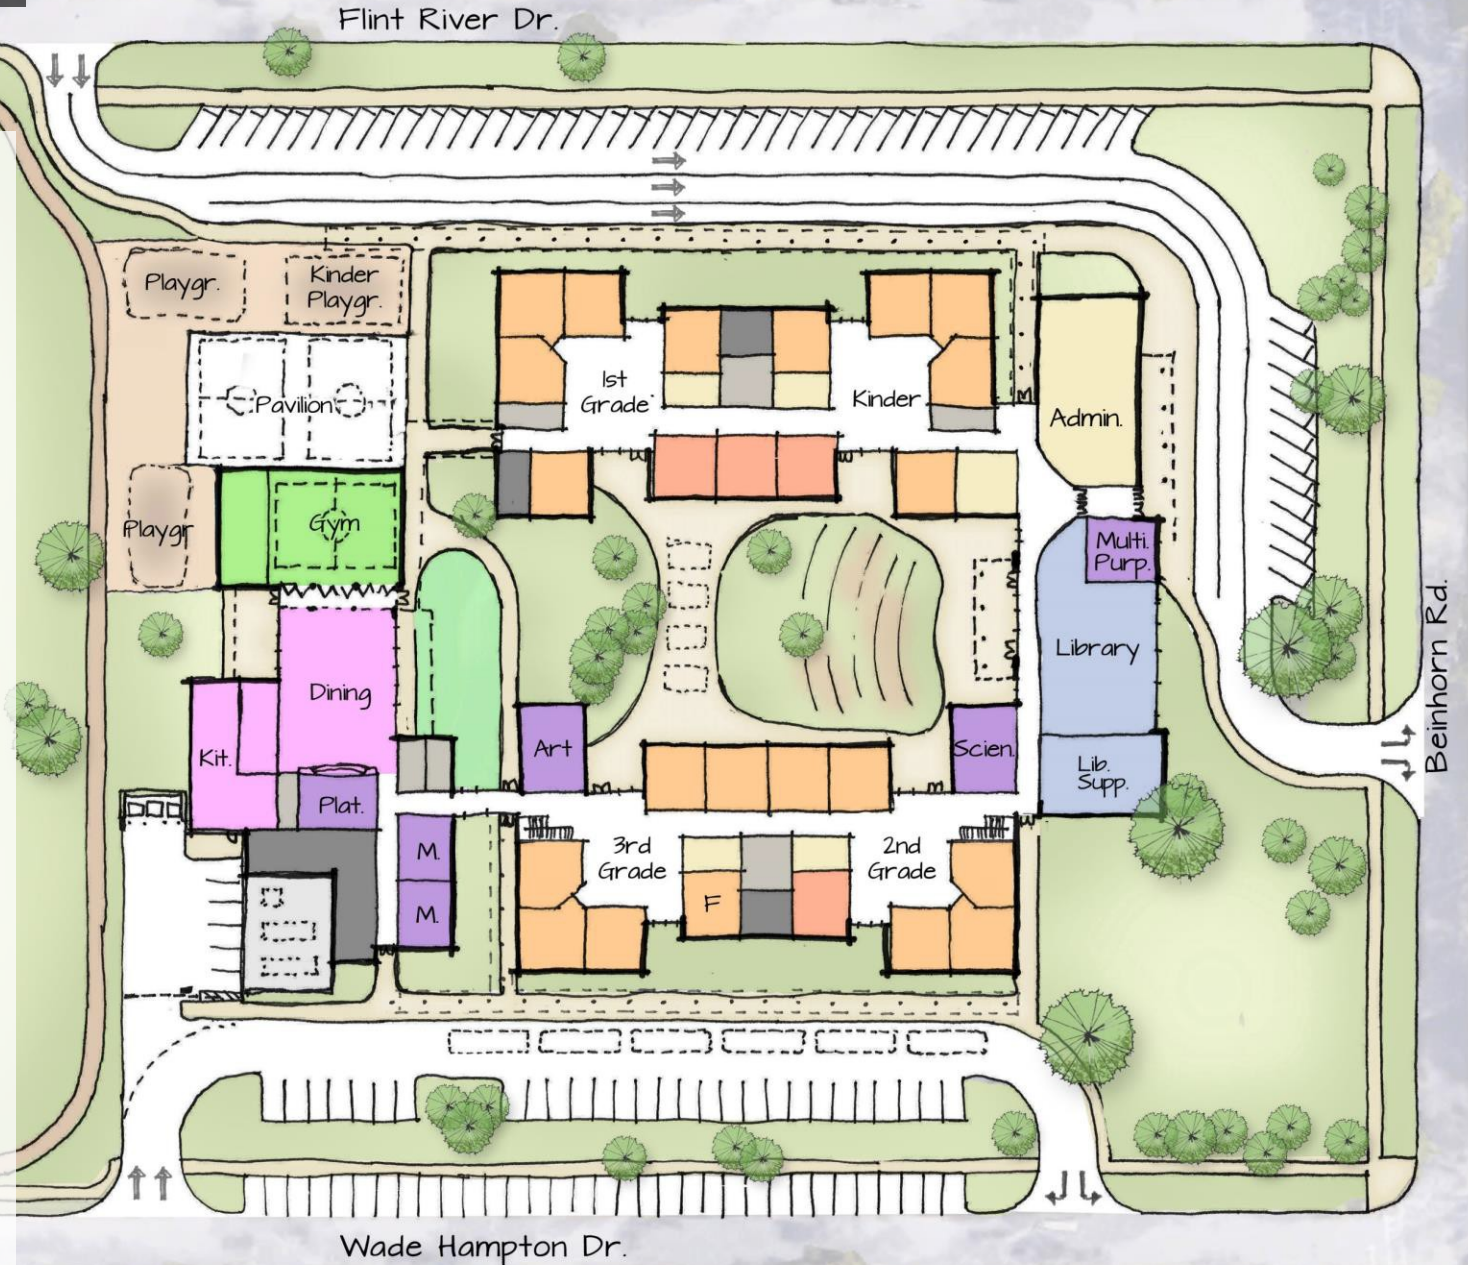 Flint River Dr.
Playgr.
Kinder
Playgr.
Pavilion
1st
Grade
Kinder
Admin.
Playgr
Gym
Multi.
Purp.
Library
Beinhorn Rd.
Dining
Kit.
Art
Scien.
Lib.
Supp.
Plat.
M.
M.
3rd
Grade
2nd
Grade
F
Wade Hampton Dr.